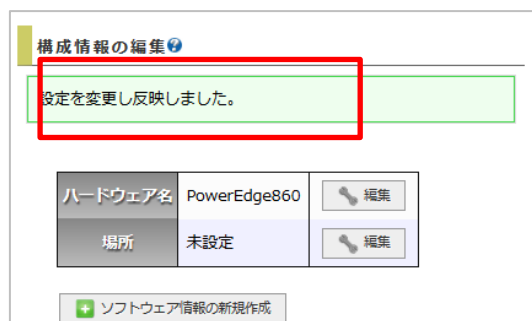 構成情報の編集
設定を変更し反映しました。
ハードウェア名 PowerEdge860 編集
場所 未設定 編集
ソフトウェア情報の新規作成